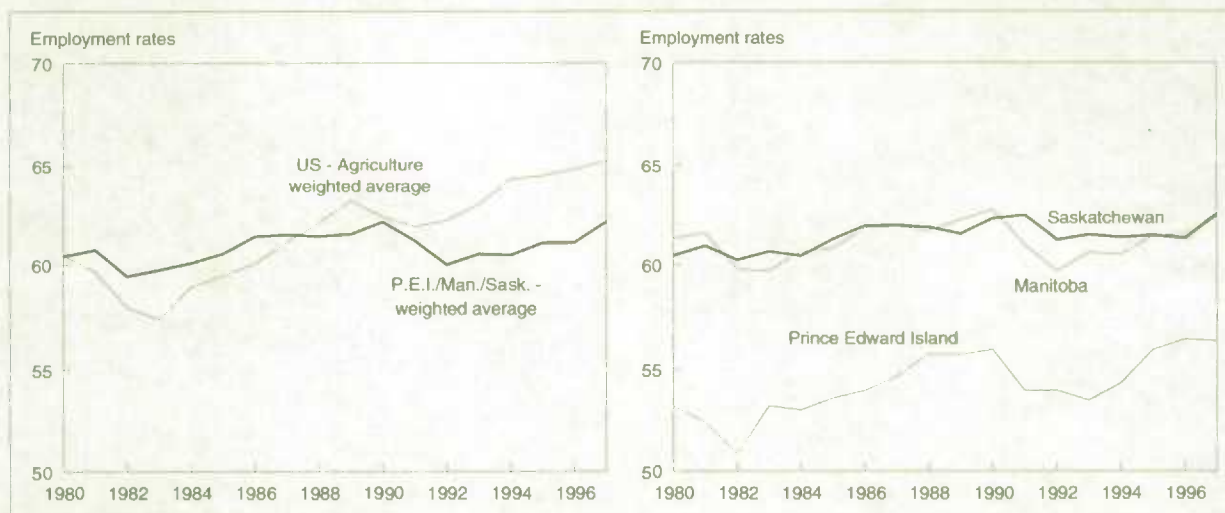 Employment rates
70
65
60
55
50
US - Agriculture
weighted average
P.E.I./Man./Sask. -
weighted average
1980 1982 1984 1986 1988 1990 1992 1994 1996
Employment rates
70
65
60
55
50
Saskatchewan
Manitoba
Prince Edward Island
1980 1982 1984 1986 1988 1990 1992 1994 1996